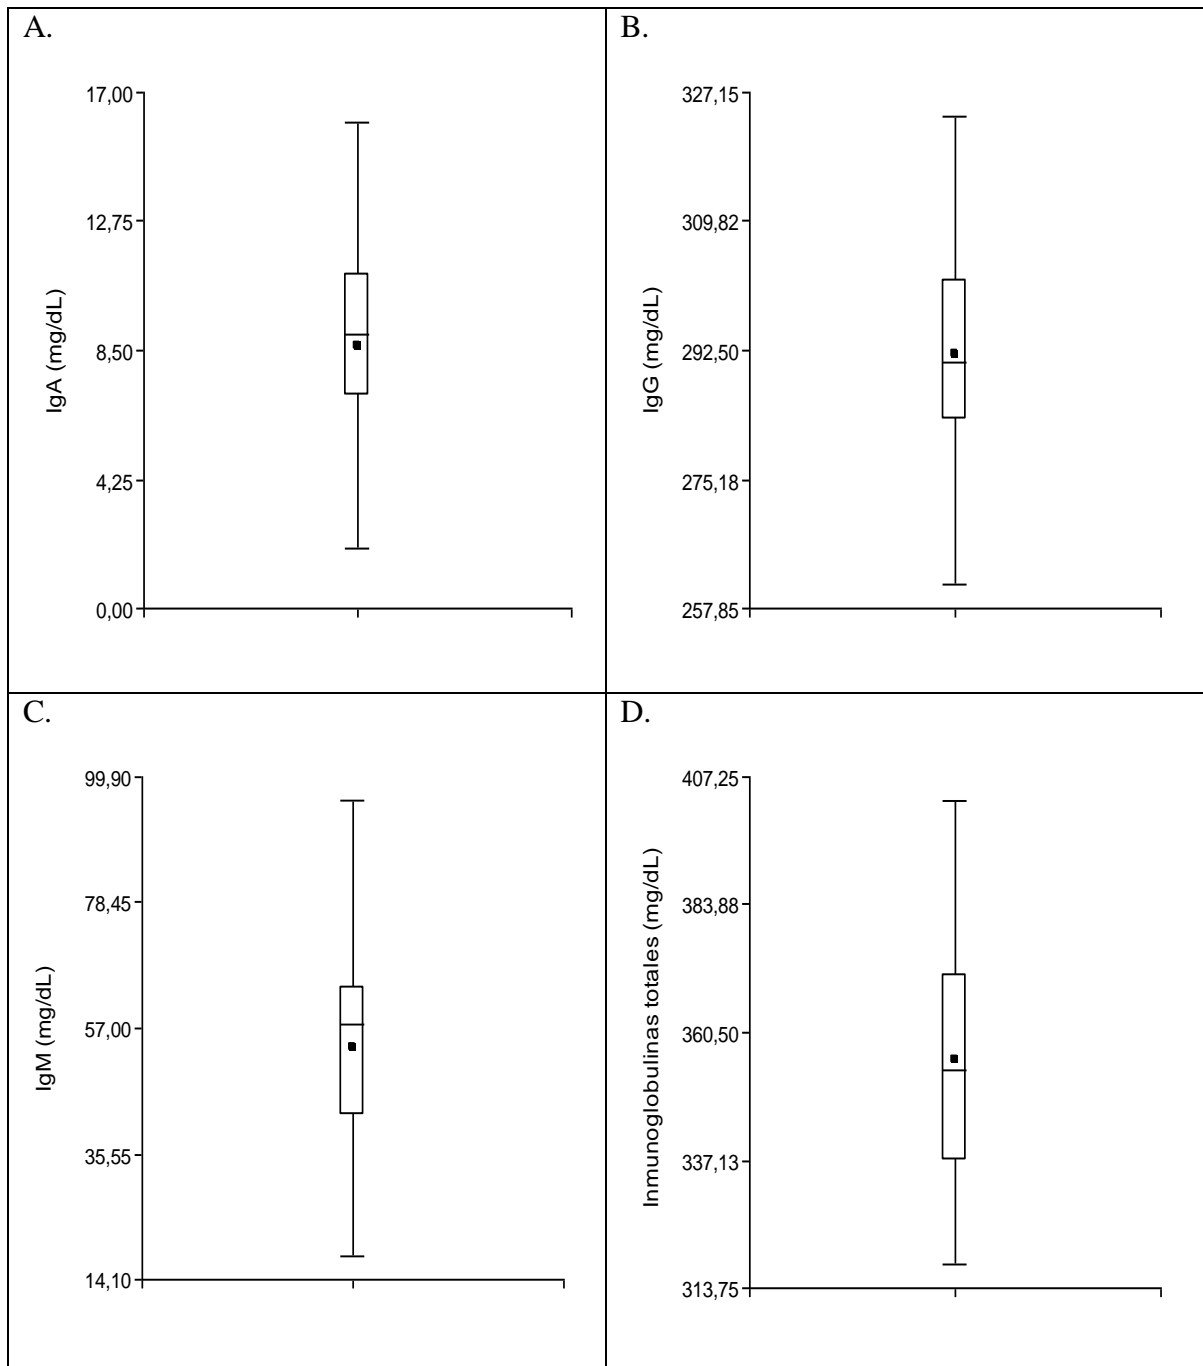 A.
17,00
12,75
8,50
4,25
0,00
IgA (mg/dL)
B.
327,15
309,82
292,50
275,18
257,85
IgG (mg/dL)
C.
99,90
78,45
57,00
35,55
14,10
IgM (mg/dL)
D.
407,25
383,88
360,50
337,13
313,75
Inmunoglobulinas totales (mg/dL)